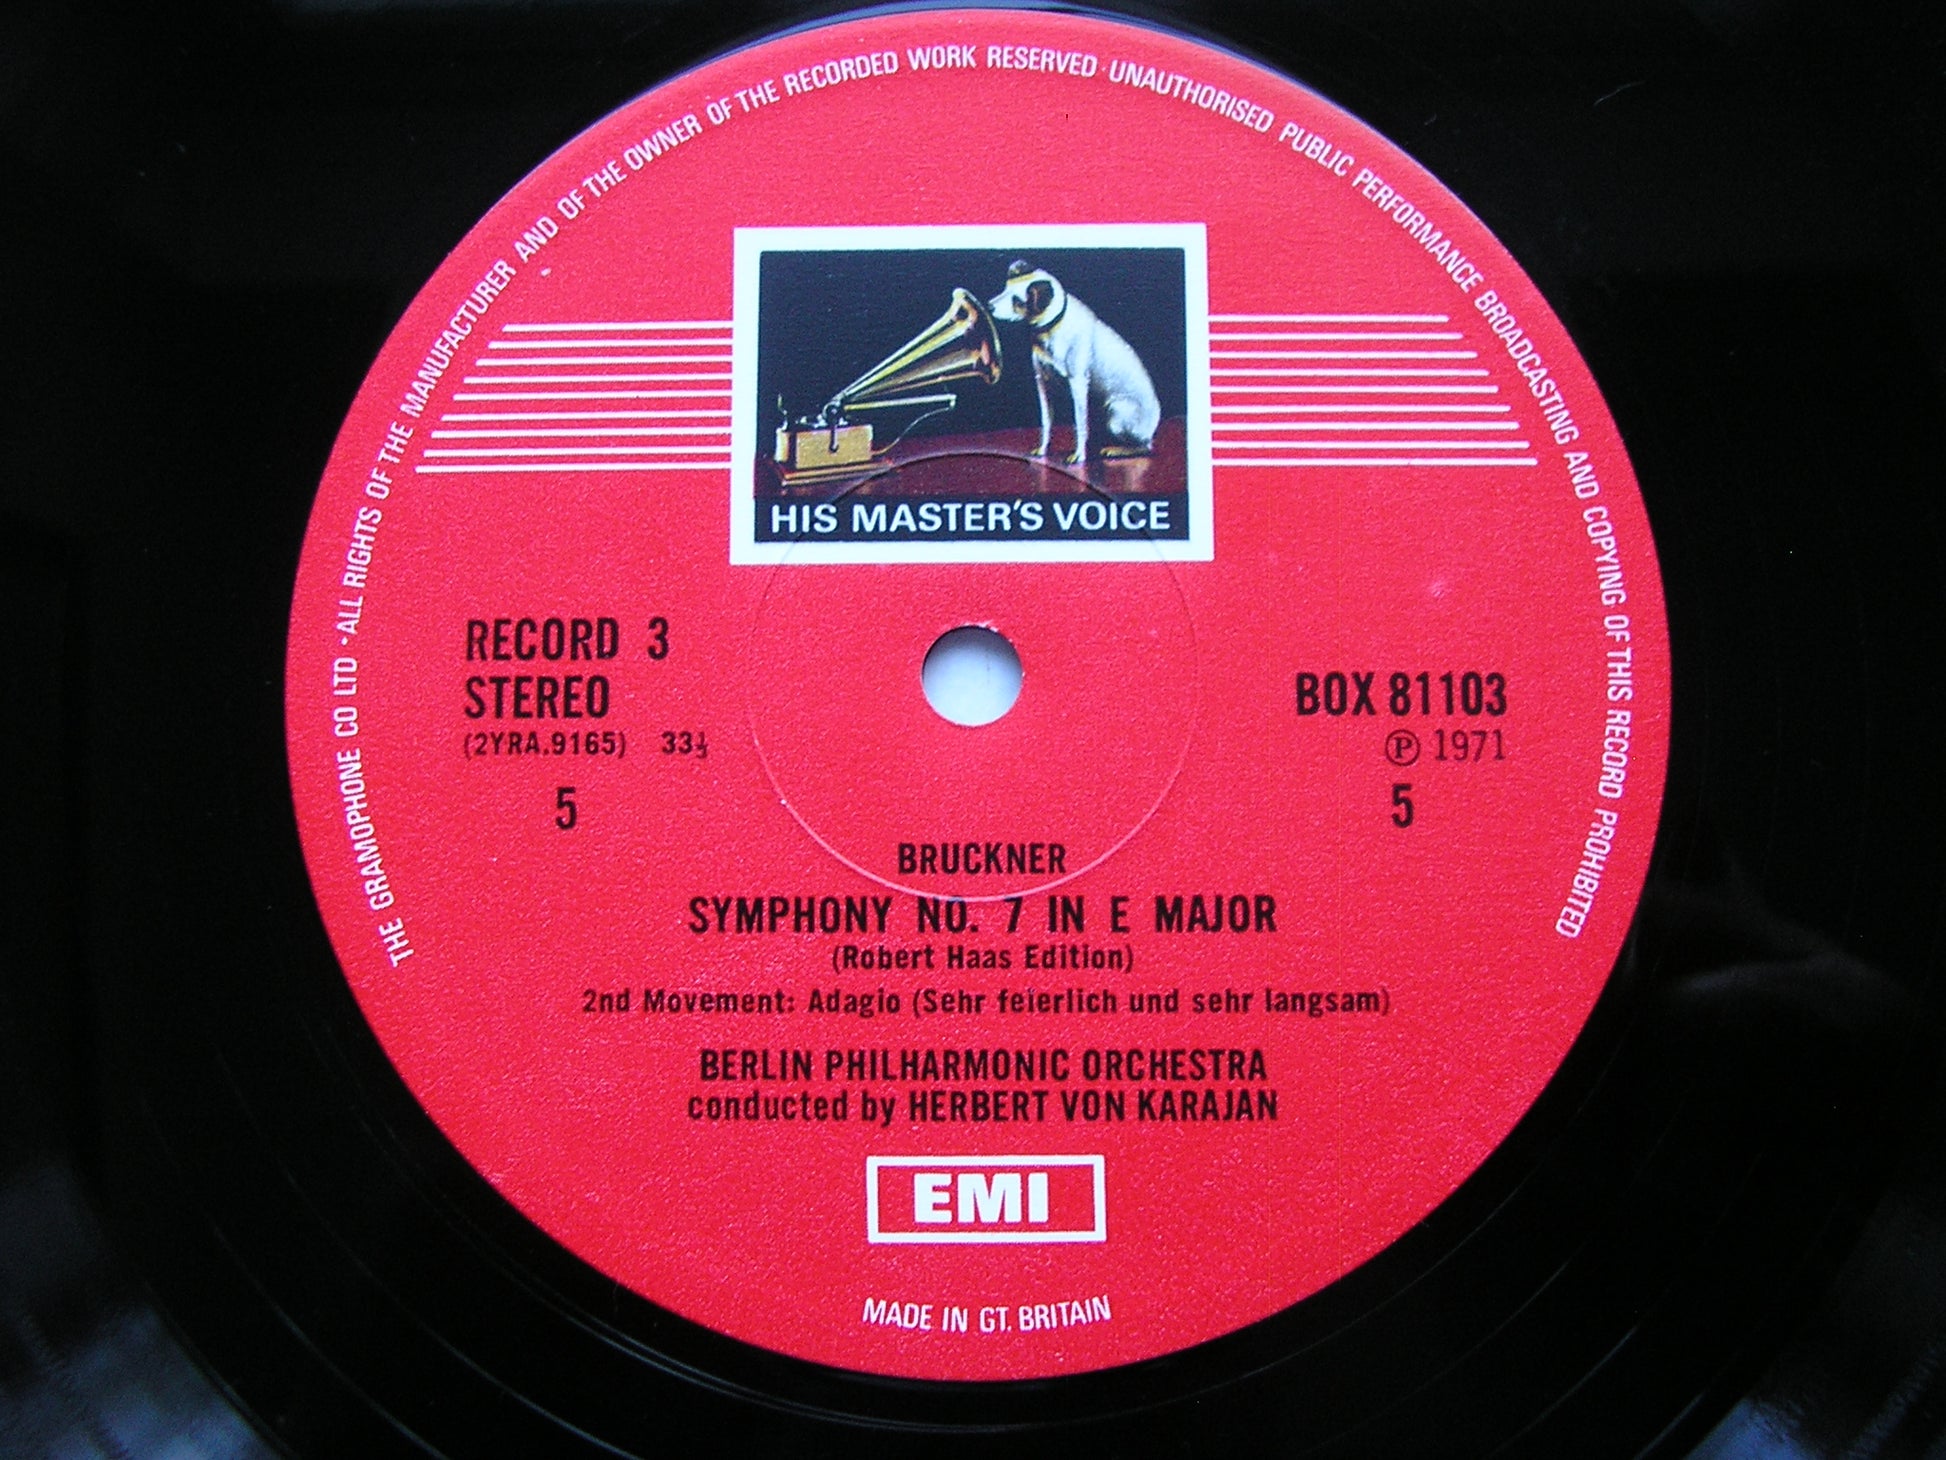 THE GRAMOPHONE CO LTD · ALL RIGHTS OF THE MANUFACTURER AND OF THE OWNER OF THE RECORDED WORK RESERVED · UNAUTHORISED PUBLIC PERFORMANCE BROADCASTING AND COPYING OF THIS RECORD PROHIBITED
HIS MASTER'S VOICE
RECORD 3
STEREO
(2YRA.9165) 33⅓
5
BOX 81103
℗ 1971
5
BRUCKNER
SYMPHONY NO. 7 IN E MAJOR
(Robert Haas Edition)
2nd Movement: Adagio (Sehr feierlich und sehr langsam)
BERLIN PHILHARMONIC ORCHESTRA
conducted by HERBERT VON KARAJAN
EMI
MADE IN GT. BRITAIN